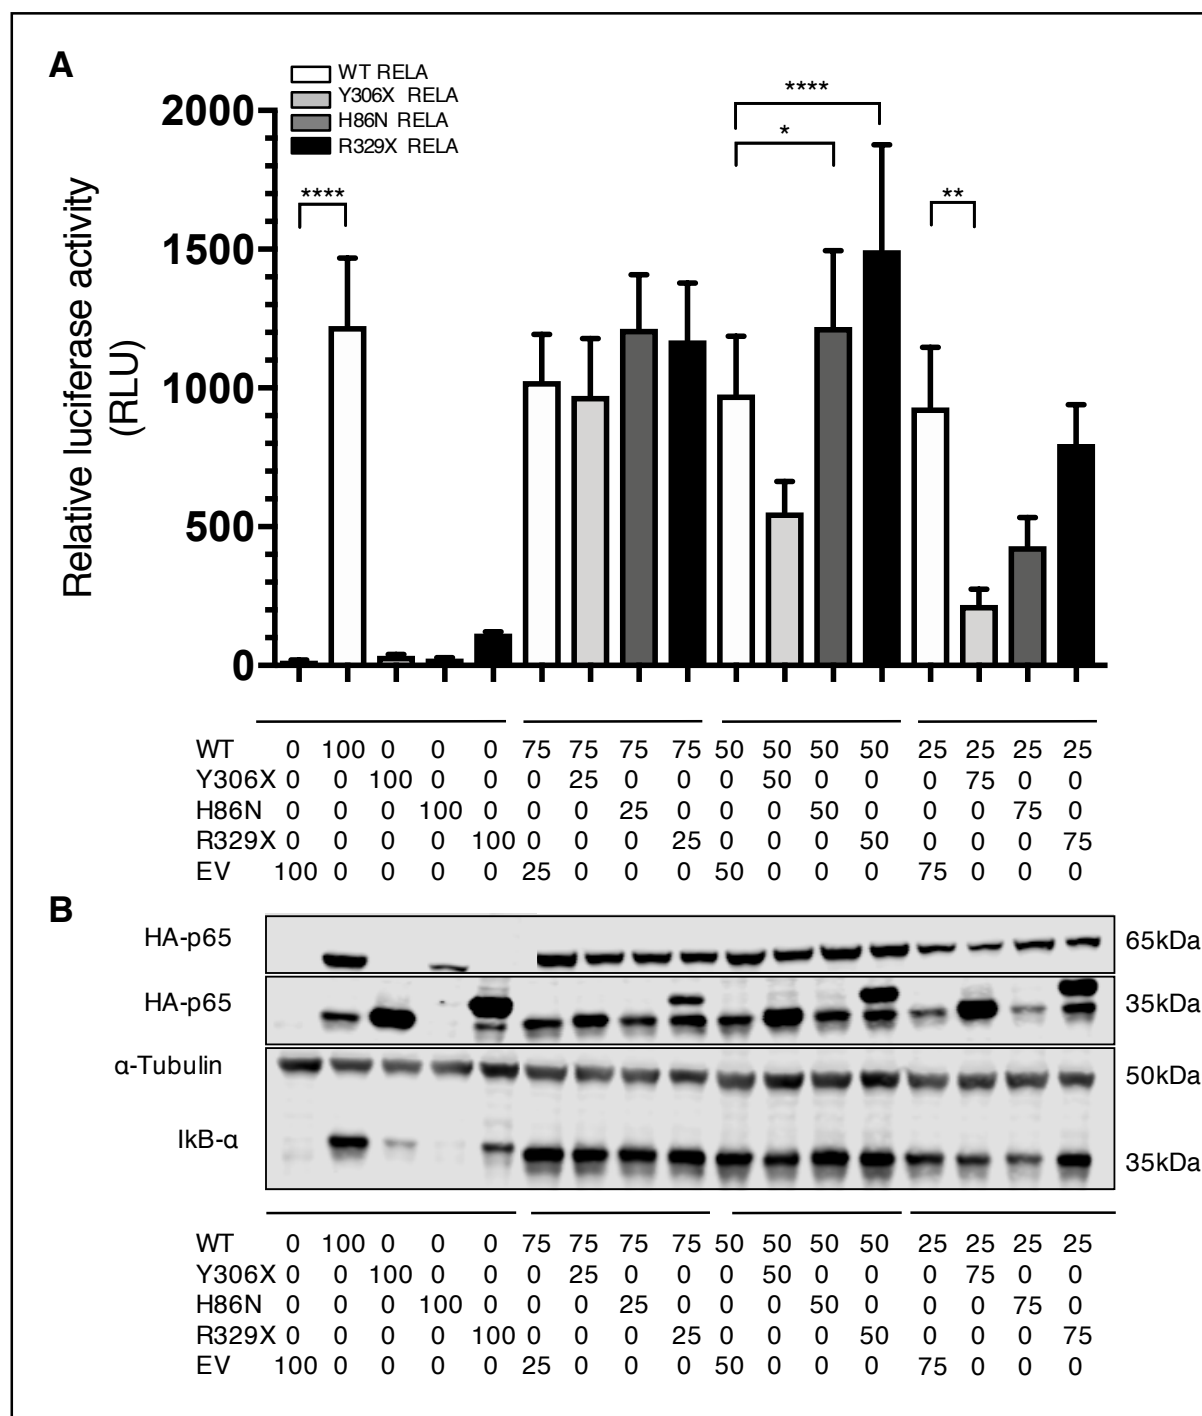 A
WT RELA
Y306X RELA
H86N RELA
R329X RELA
2000
1500
1000
500
0
Relative luciferase activity
(RLU)
****
****
*
**
WT 0 100 0 0 0 75 75 75 75 50 50 50 50 25 25 25 25
Y306X 0 0 100 0 0 0 25 0 0 0 50 0 0 0 75 0 0
H86N 0 0 0 100 0 0 0 25 0 0 0 50 0 0 0 75 0
R329X 0 0 0 0 100 0 0 0 25 0 0 0 50 0 0 0 75
EV 100 0 0 0 0 25 0 0 0 50 0 0 0 75 0 0 0
B
HA-p65 65kDa
HA-p65 35kDa
α-Tubulin 50kDa
IkB-α 35kDa
WT 0 100 0 0 0 75 75 75 75 50 50 50 50 25 25 25 25
Y306X 0 0 100 0 0 0 25 0 0 0 50 0 0 0 75 0 0
H86N 0 0 0 100 0 0 0 25 0 0 0 50 0 0 0 75 0
R329X 0 0 0 0 100 0 0 0 25 0 0 0 50 0 0 0 75
EV 100 0 0 0 0 25 0 0 0 50 0 0 0 75 0 0 0